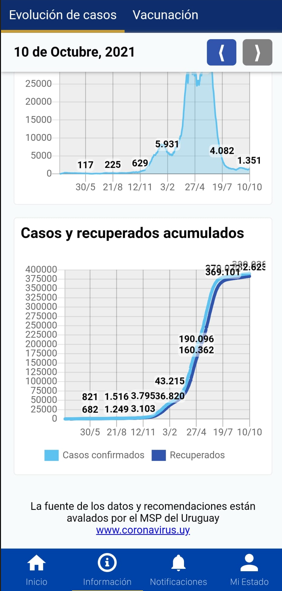 Evolución de casos Vacunación
10 de Octubre, 2021
25000
20000
15000
10000
5000
0
117 225 629 5.931 4.082 1.351
30/5 21/8 12/11 3/2 27/4 19/7 10/10
Casos y recuperados acumulados
400000
375000
350000
325000
300000
275000
250000
225000
200000
175000
150000
125000
100000
75000
50000
25000
0
369.101
190.096
160.362
43.215
821 1.516 3.795 36.820
682 1.249 3.103
30/5 21/8 12/11 3/2 27/4 19/7 10/10
Casos confirmados Recuperados
La fuente de los datos y recomendaciones están
avalados por el MSP del Uruguay
www.coronavirus.uy
Inicio Información Notificaciones Mi Estado